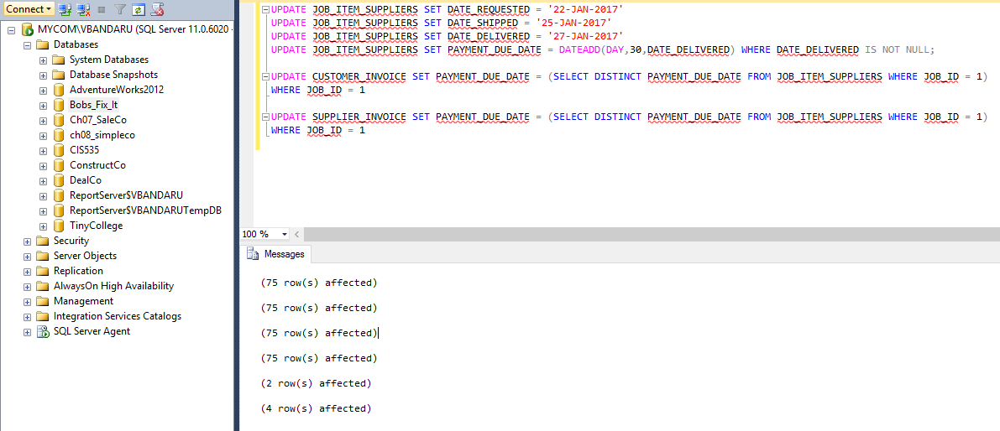 Connect
MYCOM\VBANDARU (SQL Server 11.0.6020 -
Databases
System Databases
Database Snapshots
AdventureWorks2012
Bobs_Fix_It
Ch07_SaleCo
ch08_simpleco
CIS535
ConstructCo
DealCo
ReportServer$VBANDARU
ReportServer$VBANDARUTempDB
TinyCollege
Security
Server Objects
Replication
AlwaysOn High Availability
Management
Integration Services Catalogs
SQL Server Agent
UPDATE JOB_ITEM_SUPPLIERS SET DATE_REQUESTED = '22-JAN-2017'
UPDATE JOB_ITEM_SUPPLIERS SET DATE_SHIPPED = '25-JAN-2017'
UPDATE JOB_ITEM_SUPPLIERS SET DATE_DELIVERED = '27-JAN-2017'
UPDATE JOB_ITEM_SUPPLIERS SET PAYMENT_DUE_DATE = DATEADD(DAY,30,DATE_DELIVERED) WHERE DATE_DELIVERED IS NOT NULL;
UPDATE CUSTOMER_INVOICE SET PAYMENT_DUE_DATE = (SELECT DISTINCT PAYMENT_DUE_DATE FROM JOB_ITEM_SUPPLIERS WHERE JOB_ID = 1)
WHERE JOB_ID = 1
UPDATE SUPPLIER_INVOICE SET PAYMENT_DUE_DATE = (SELECT DISTINCT PAYMENT_DUE_DATE FROM JOB_ITEM_SUPPLIERS WHERE JOB_ID = 1)
WHERE JOB_ID = 1
100 %
Messages
(75 row(s) affected)
(75 row(s) affected)
(75 row(s) affected)
(75 row(s) affected)
(2 row(s) affected)
(4 row(s) affected)